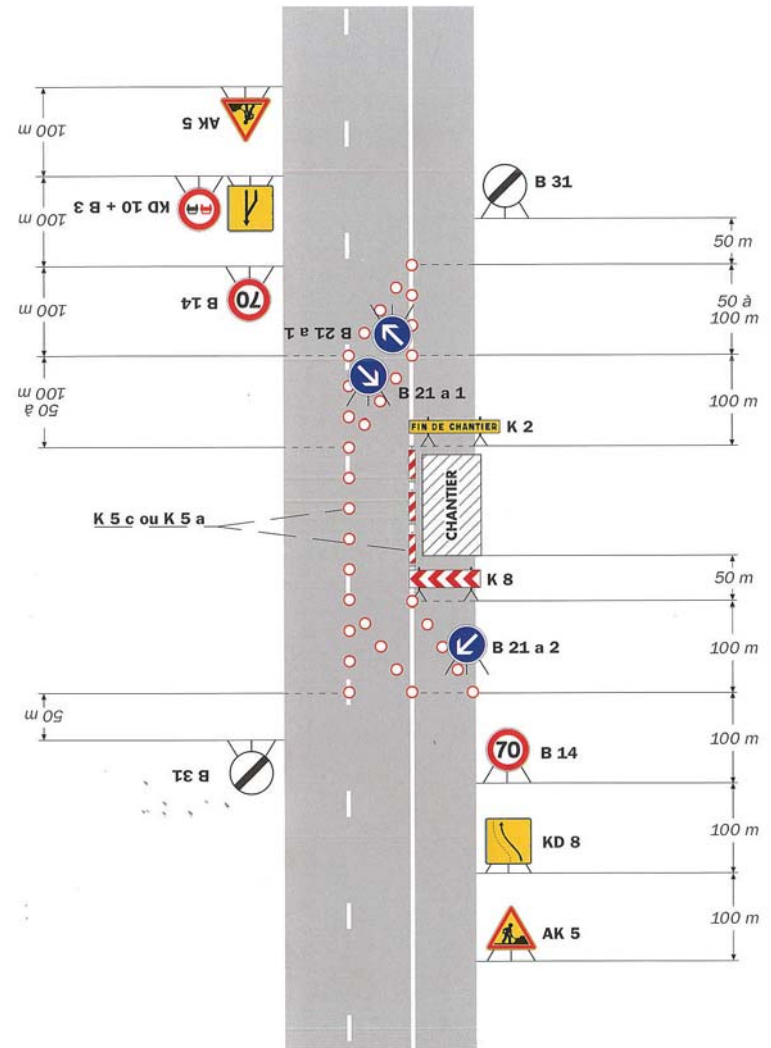 AK 5
100 m
KD 10 + B 3
100 m
B 14
70
100 m
B 21 a 1
50 à
100 m
B 31
50 m
50 à
100 m
B 21 a 1
100 m
FIN DE CHANTIER
K 2
CHANTIER
K 5 c ou K 5 a
K 8
50 m
B 21 a 2
100 m
50 m
B 31
70
B 14
100 m
KD 8
100 m
AK 5
100 m